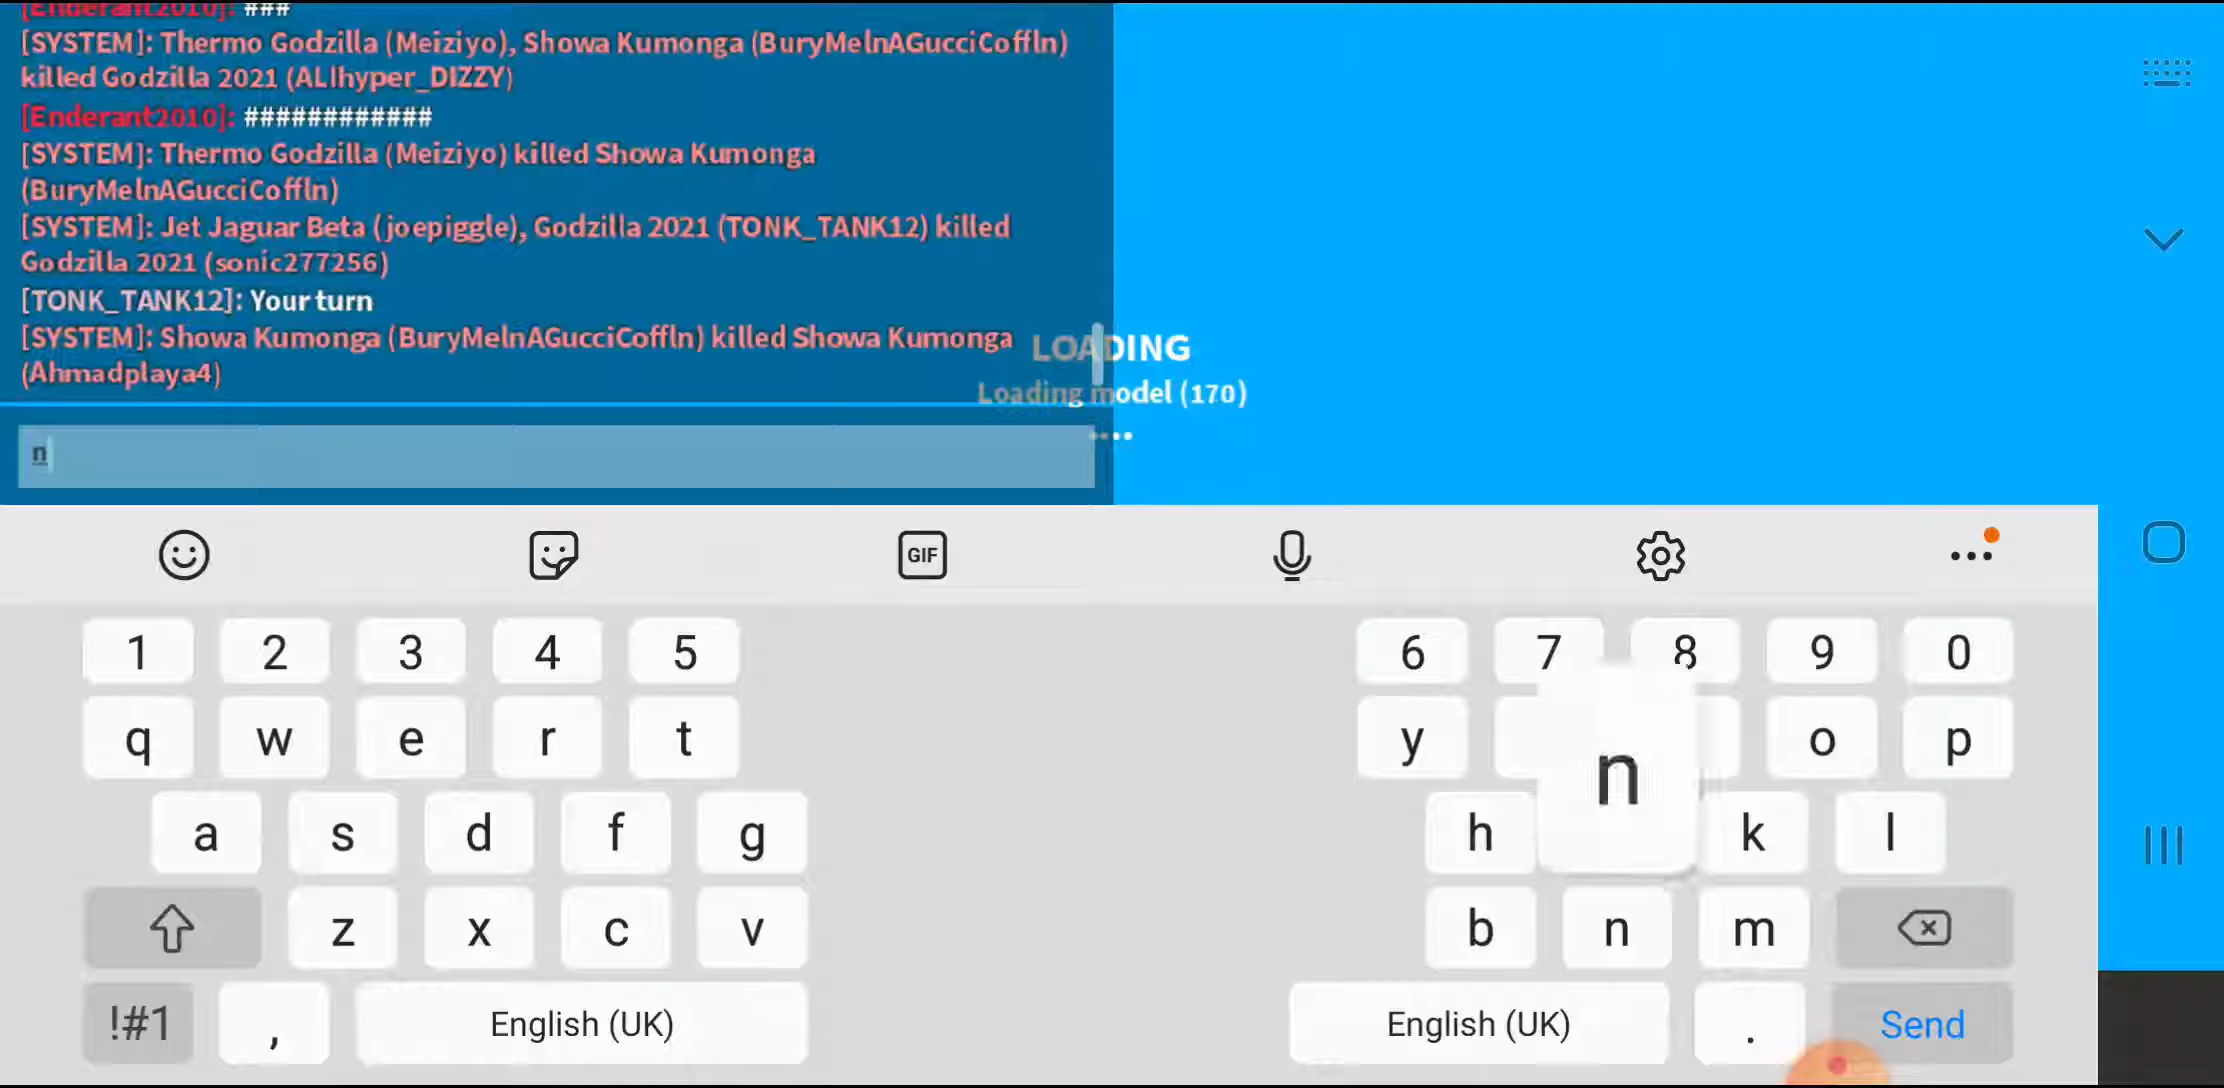 [Enderant2010]: ###
[SYSTEM]: Thermo Godzilla (Meiziyo), Showa Kumonga (BuryMeInAGucciCoffIn)
killed Godzilla 2021 (ALIhyper_DIZZY)
[Enderant2010]: ############
[SYSTEM]: Thermo Godzilla (Meiziyo) killed Showa Kumonga
(BuryMeInAGucciCoffIn)
[SYSTEM]: Jet Jaguar Beta (joepiggle), Godzilla 2021 (TONK_TANK12) killed
Godzilla 2021 (sonic277256)
[TONK_TANK12]: Your turn
[SYSTEM]: Showa Kumonga (BuryMeInAGucciCoffIn) killed Showa Kumonga
(Ahmadplaya4)
LOADING
Loading model (170)
....
n
GIF
1 2 3 4 5 6 7 8 9 0
q w e r t y o p
n
a s d f g h k l
z x c v b n m
!#1 , English (UK) English (UK) . Send